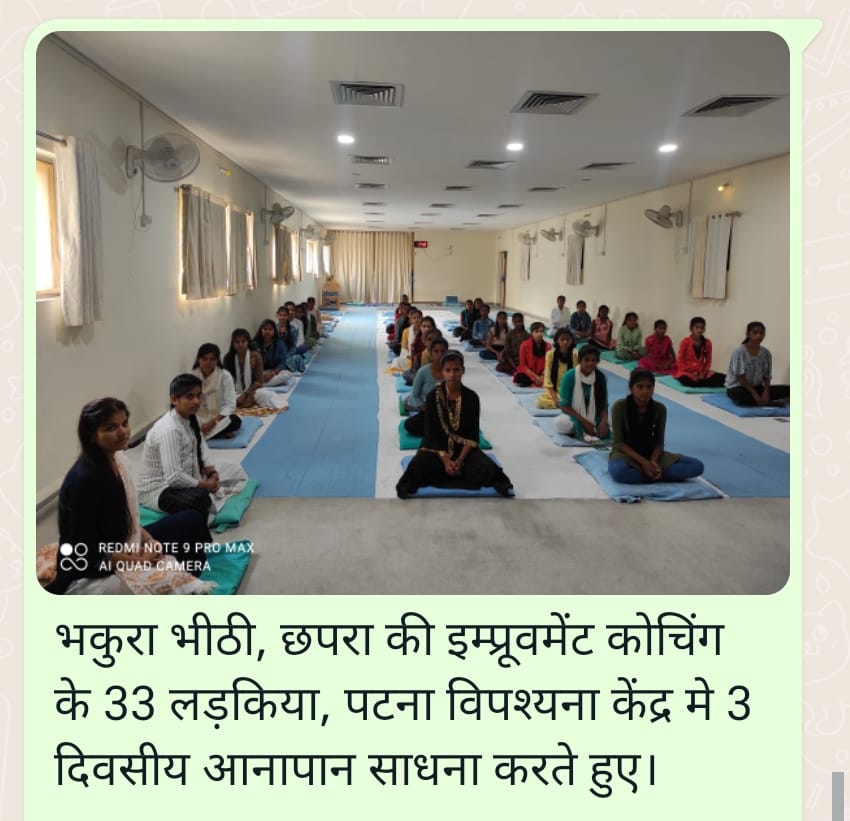 REDMI NOTE 9 PRO MAX
AI QUAD CAMERA
भकुरा भीठी, छपरा की इम्प्रूवमेंट कोचिंग
के 33 लड़किया, पटना विपश्यना केंद्र मे 3
दिवसीय आनापान साधना करते हुए।